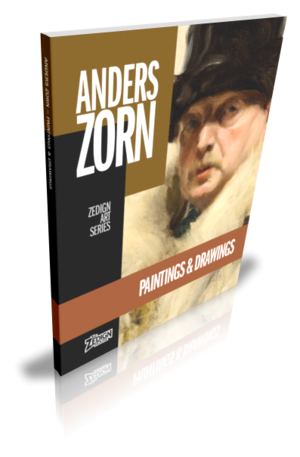 ANDERS
ZORN
ZEDIGN
ART
SERIES
PAINTINGS & DRAWINGS
ZEDIGN
ANDERS ZORN – PAINTINGS & DRAWINGS